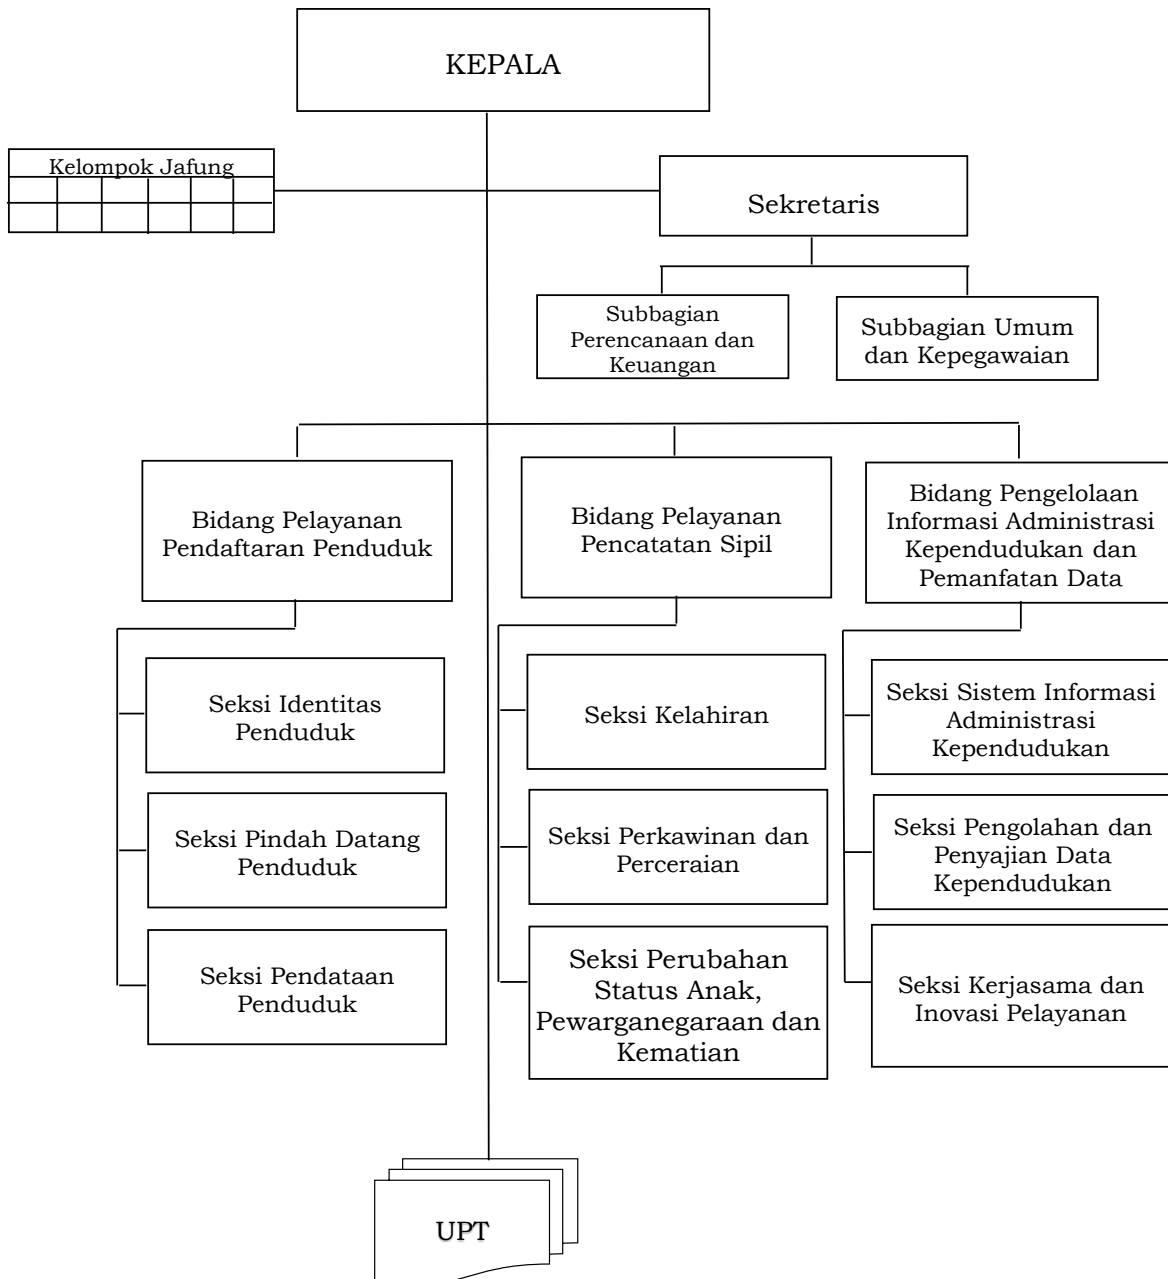 KEPALA
Kelompok Jafung
Sekretaris
Subbagian
Perencanaan dan
Keuangan
Subbagian Umum
dan Kepegawaian
Bidang Pelayanan
Pendaftaran Penduduk
Bidang Pelayanan
Pencatatan Sipil
Bidang Pengelolaan
Informasi Administrasi
Kependudukan dan
Pemanfatan Data
Seksi Identitas
Penduduk
Seksi Kelahiran
Seksi Sistem Informasi
Administrasi
Kependudukan
Seksi Pindah Datang
Penduduk
Seksi Perkawinan dan
Perceraian
Seksi Pengolahan dan
Penyajian Data
Kependudukan
Seksi Pendataan
Penduduk
Seksi Perubahan
Status Anak,
Pewarganegaraan dan
Kematian
Seksi Kerjasama dan
Inovasi Pelayanan
UPT